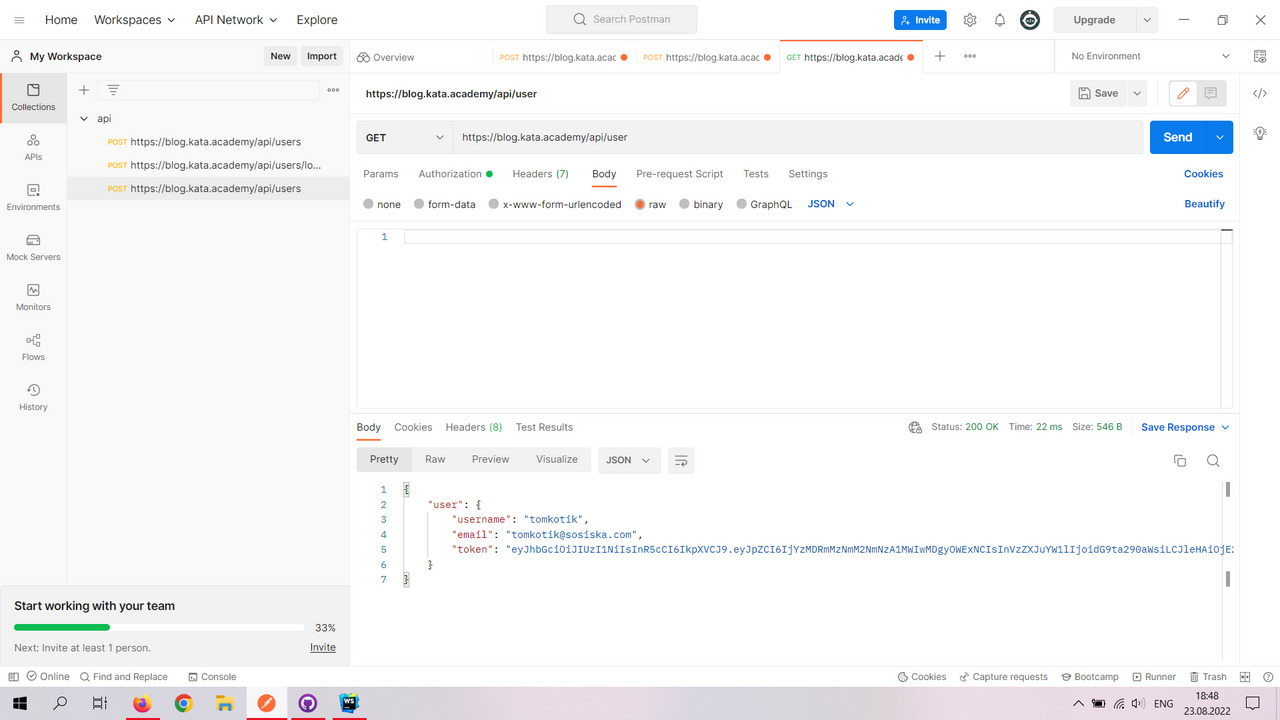 Home Workspaces API Network Explore Search Postman Invite Upgrade
My Workspace New Import Overview POST https://blog.kata.acac POST https://blog.kata.acac GET https://blog.kata.acade No Environment
Collections
APIs
Environments
Mock Servers
Monitors
Flows
History
api
POST https://blog.kata.academy/api/users
POST https://blog.kata.academy/api/users/lo...
POST https://blog.kata.academy/api/users
https://blog.kata.academy/api/user Save
GET https://blog.kata.academy/api/user Send
Params Authorization Headers (7) Body Pre-request Script Tests Settings Cookies
none form-data x-www-form-urlencoded raw binary GraphQL JSON Beautify
1
Body Cookies Headers (8) Test Results Status: 200 OK Time: 22 ms Size: 546 B Save Response
Pretty Raw Preview Visualize JSON
1 {
2 "user": {
3 "username": "tomkotik",
4 "email": "tomkotik@sosiska.com",
5 "token":
6 }
7 }
Start working with your team
33%
Next: Invite at least 1 person. Invite
Online Find and Replace Console Cookies Capture requests Bootcamp Runner Trash
WS ENG 18:48
23.08.2022